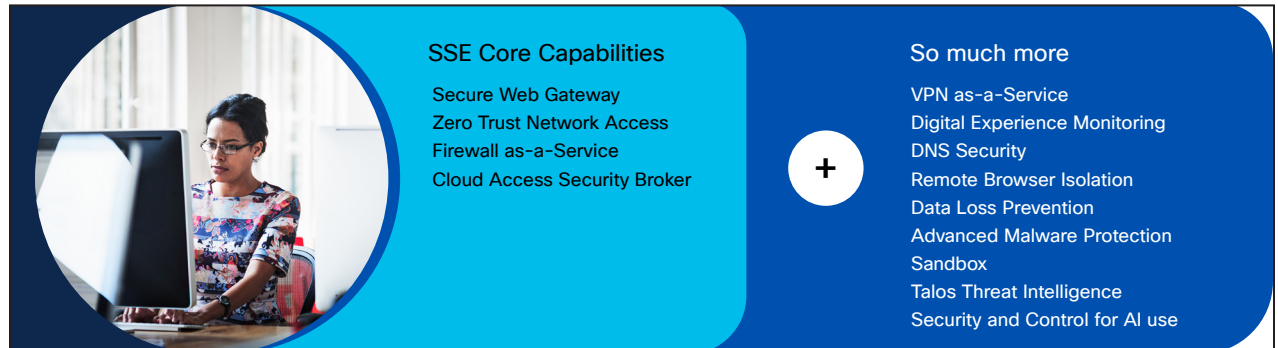 SSE Core Capabilities
Secure Web Gateway
Zero Trust Network Access
Firewall as-a-Service
Cloud Access Security Broker
+
So much more
VPN as-a-Service
Digital Experience Monitoring
DNS Security
Remote Browser Isolation
Data Loss Prevention
Advanced Malware Protection
Sandbox
Talos Threat Intelligence
Security and Control for AI use